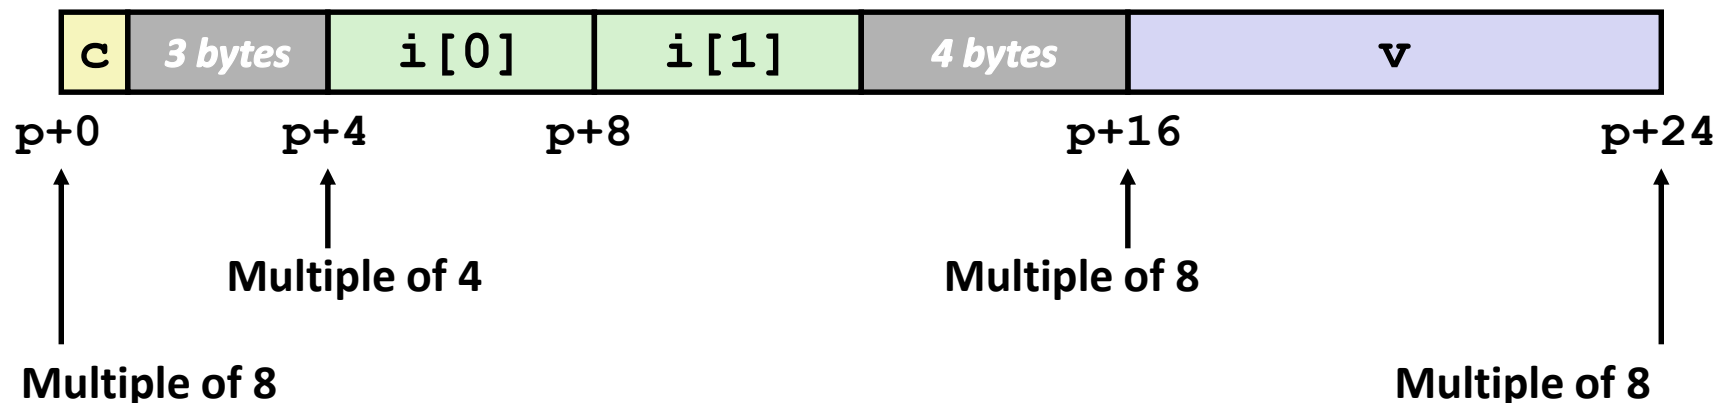 c 3 bytes i[0] i[1] 4 bytes v
p+0 p+4 p+8 p+16 p+24
Multiple of 4 Multiple of 8
Multiple of 8 Multiple of 8